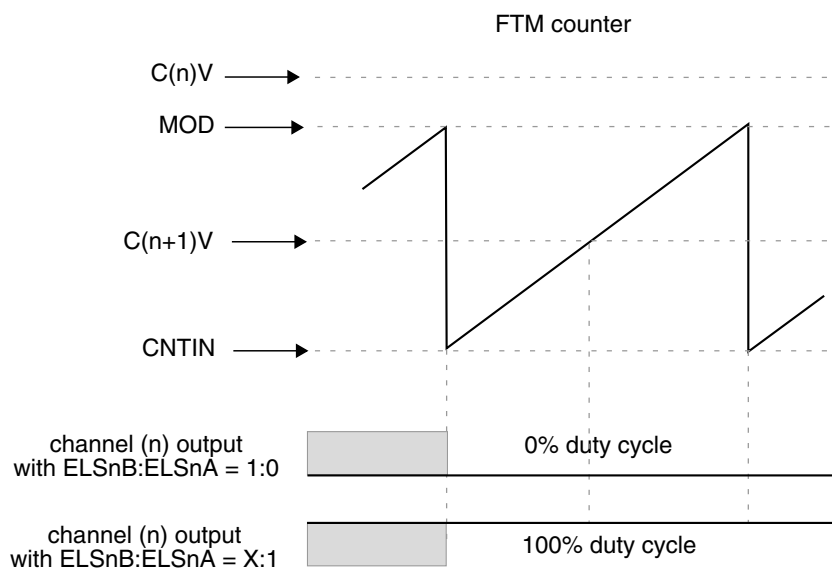 FTM counter
C(n)V
MOD
C(n+1)V
CNTIN
channel (n) output
with ELSnB:ELSnA = 1:0
0% duty cycle
channel (n) output
with ELSnB:ELSnA = X:1
100% duty cycle